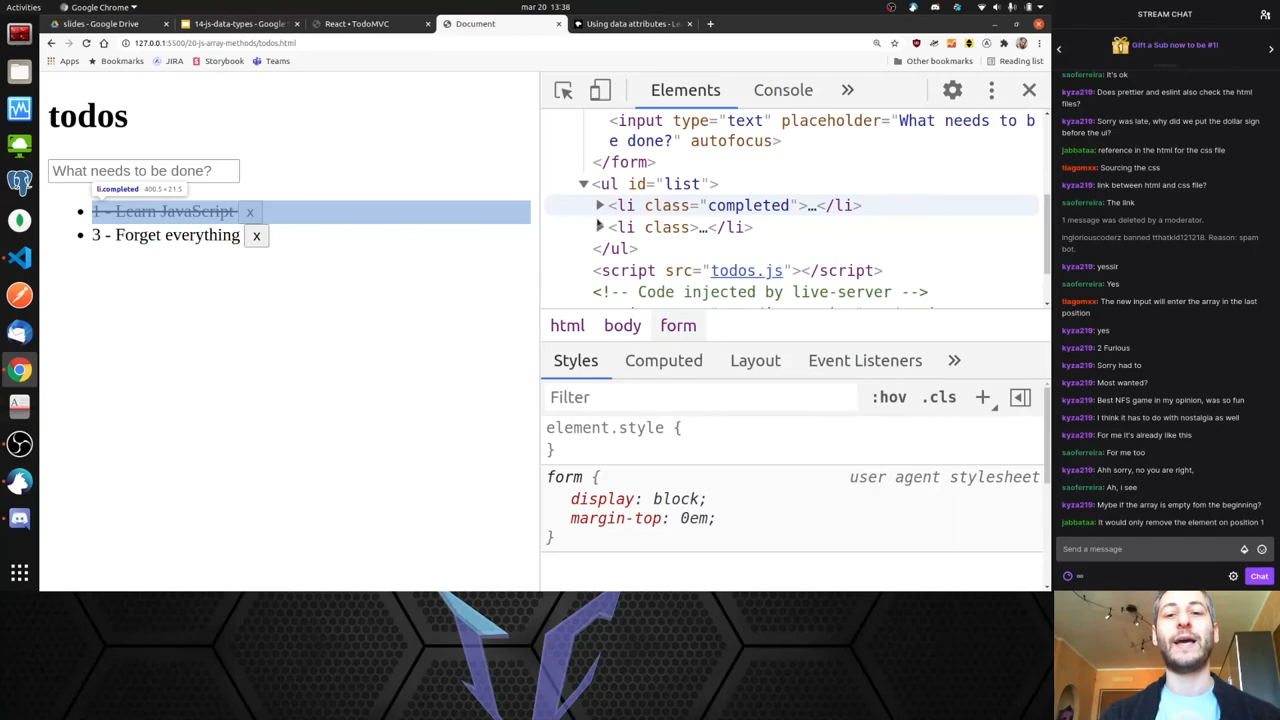 Activities
Google Chrome
mar 20 13:38
slides - Google Drive
14-js-data-types - Google S
React • TodoMVC
Document
Using data attributes - Lea
127.0.0.1:5500/20-js-array-methods/todos.html
Apps
Bookmarks
JIRA
Storybook
Teams
Other bookmarks
Reading list
todos
What needs to be done?
li.completed 400.5 × 21.5
1 - Learn JavaScript x
3 - Forget everything x
Elements
Console
<input type="text" placeholder="What needs to b
e done?" autofocus>
</form>
<ul id="list">
<li class="completed">…</li>
<li class>…</li>
</ul>
<script src="todos.js"></script>
<!-- Code injected by live-server -->
html
body
form
Styles
Computed
Layout
Event Listeners
Filter
:hov
.cls
element.style {
}
form {
user agent stylesheet
display: block;
margin-top: 0em;
}
STREAM CHAT
Gift a Sub now to be #1!
saoferreira: It's ok
kyza219: Does prettier and eslint also check the html
files?
kyza219: Sorry was late, why did we put the dollar sign
before the ul?
jabbataa: reference in the html for the css file
tiagomxx: Sourcing the css
kyza219: link between html and css file?
saoferreira: The link
1 message was deleted by a moderator.
ingloriouscoderz banned tthatkid121218. Reason: spam
bot.
kyza219: yessir
saoferreira: Yes
tiagomxx: The new input will enter the array in the last
position
kyza219: yes
kyza219: 2 Furious
kyza219: Sorry had to
kyza219: Most wanted?
kyza219: Best NFS game in my opinion, was so fun
kyza219: I think it has to do with nostalgia as well
kyza219: For me it's already like this
saoferreira: For me too
kyza219: Ahh sorry, no you are right,
saoferreira: Ah, i see
kyza219: Mybe if the array is empty fom the beginning?
jabbataa: It would only remove the element on position 1
Send a message
Chat